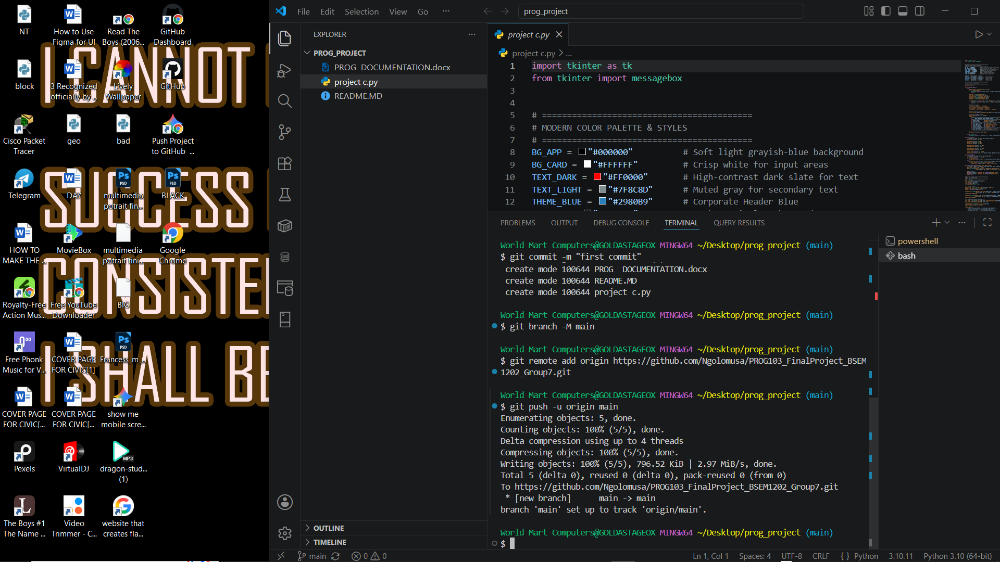 NT
How to Use
Figma for UI
Read The
Boys (2006...
GitHub
Dashboard
block
3 Recognized
officially by ...
Lively
Wallpaper
GitHub
Cisco Packet
Tracer
geo
bad
Push Project
to GitHub ...
Telegram
DAY
multimedia
potrait fin...
BLACK
HOW TO
MAKE THE ...
MovieBox
multimedia
potrait fini...
Google
Chrome
Royalty-Free
Action Mus...
Free YouTube
Downloader
BIG
Free Phonk
Music for V...
COVER PAGE
FOR CIVIC[1]
Francess_m_...
COVER PAGE
FOR CIVIC[...
COVER PAGE
FOR CIVIC[...
show me
mobile scre...
Pexels
VirtualDJ
dragon-stud...
(1)
The Boys #1
The Name ...
Video
Trimmer - C...
website that
creates fla...
I CANNOT
SUCCESS
CONSISTE
I SHALL BE
File Edit Selection View Go ...
prog_project
EXPLORER
PROG_PROJECT
PROG DOCUMENTATION.docx
project c.py
README.MD
OUTLINE
TIMELINE
project c.py
project c.py > ...
1 import tkinter as tk
2 from tkinter import messagebox
3
4
5 # ==========================================
6 # MODERN COLOR PALETTE & STYLES
7 # ==========================================
8 BG_APP = "#000000" # Soft light grayish-blue background
9 BG_CARD = "#FFFFFF" # Crisp white for input areas
10 TEXT_DARK = "#FF0000" # High-contrast dark slate for text
11 TEXT_LIGHT = "#7F8C8D" # Muted gray for secondary text
12 THEME_BLUE = "#2980B9" # Corporate Header Blue
PROBLEMS OUTPUT DEBUG CONSOLE TERMINAL QUERY RESULTS
World Mart Computers@GOLDASTAGEOX MINGW64 ~/Desktop/prog_project (main)
$ git commit -m "first commit"
create mode 100644 PROG  DOCUMENTATION.docx
create mode 100644 README.MD
create mode 100644 project c.py
World Mart Computers@GOLDASTAGEOX MINGW64 ~/Desktop/prog_project (main)
$ git branch -M main
World Mart Computers@GOLDASTAGEOX MINGW64 ~/Desktop/prog_project (main)
$ git remote add origin https://github.com/Ngolomusa/PROG103_FinalProject_BSEM
1202_Group7.git
World Mart Computers@GOLDASTAGEOX MINGW64 ~/Desktop/prog_project (main)
$ git push -u origin main
Enumerating objects: 5, done.
Counting objects: 100% (5/5), done.
Delta compression using up to 4 threads
Compressing objects: 100% (5/5), done.
Writing objects: 100% (5/5), 796.52 KiB | 2.97 MiB/s, done.
Total 5 (delta 0), reused 0 (delta 0), pack-reused 0 (from 0)
To https://github.com/Ngolomusa/PROG103_FinalProject_BSEM1202_Group7.git
* [new branch]      main -> main
branch 'main' set up to track 'origin/main'.
World Mart Computers@GOLDASTAGEOX MINGW64 ~/Desktop/prog_project (main)
$
powershell
bash
main 0 0
Ln 1, Col 1 Spaces: 4 UTF-8 CRLF { } Python 3.10.11 Python 3.10 (64-bit)